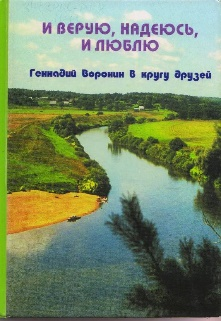 И ВЕРУЮ, НАДЕЮСЬ,
И ЛЮБЛЮ
Геннадий Воронин в кругу друзей